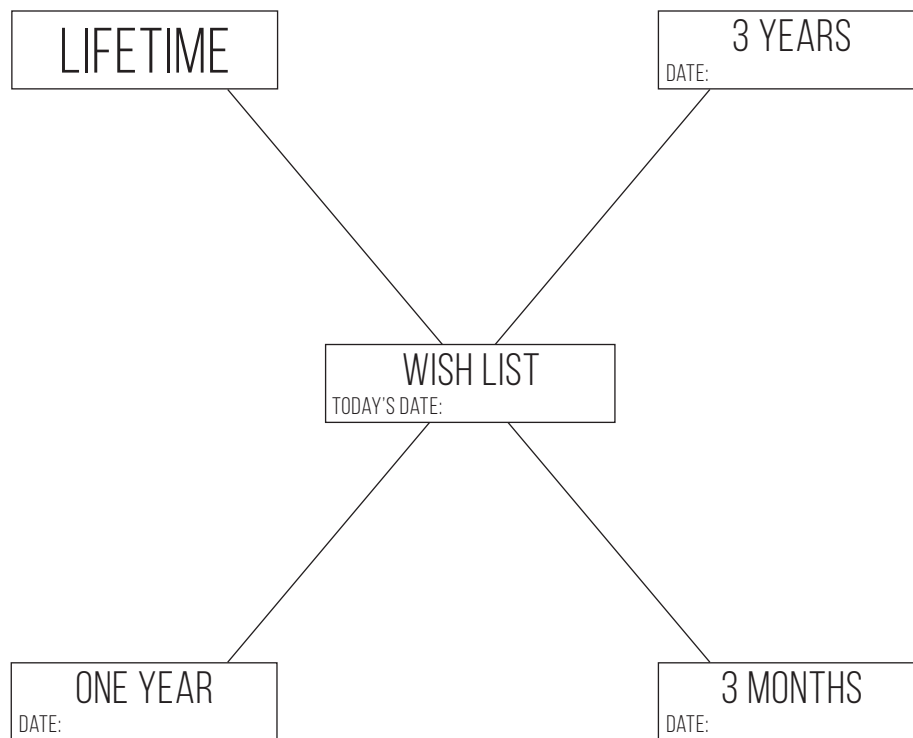 LIFETIME
3 YEARS
DATE:
WISH LIST
TODAY'S DATE:
ONE YEAR
DATE:
3 MONTHS
DATE: